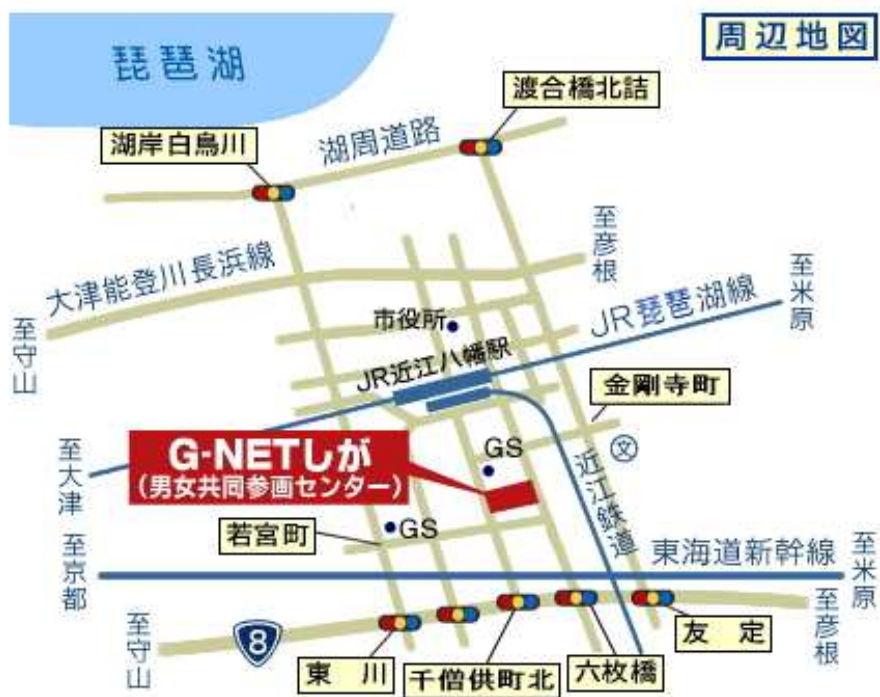 周辺地図
琵琶湖
渡合橋北詰
湖岸白鳥川
湖周道路
至彦根
大津能登川長浜線
至米原
至守山
市役所
JR琵琶湖線
JR近江八幡駅
金剛寺町
G-NETしが
(男女共同参画センター)
GS
文
至大津
近江鉄道
GS
若宮町
東海道新幹線
至京都
至米原
至彦根
至守山
8
東川
千僧供町北
六枚橋
友定